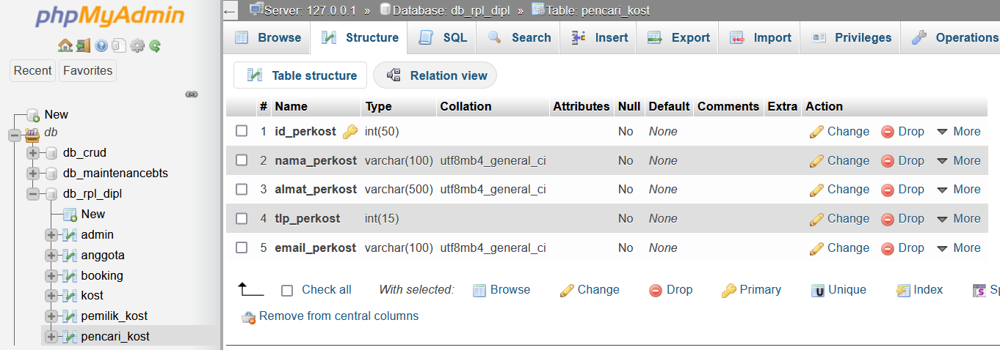 phpMyAdmin
Recent Favorites
New
db
db_crud
db_maintenancebts
db_rpl_dipl
New
admin
anggota
booking
kost
pemilik_kost
pencari_kost
Server: 127.0.0.1 » Database: db_rpl_dipl » Table: pencari_kost
Browse Structure SQL Search Insert Export Import Privileges Operations
Table structure Relation view
# Name Type Collation Attributes Null Default Comments Extra Action
1 id_perkost int(50) No None Change Drop More
2 nama_perkost varchar(100) utf8mb4_general_ci No None Change Drop More
3 almat_perkost varchar(500) utf8mb4_general_ci No None Change Drop More
4 tlp_perkost int(15) No None Change Drop More
5 email_perkost varchar(100) utf8mb4_general_ci No None Change Drop More
Check all With selected: Browse Change Drop Primary Unique Index Sp
Remove from central columns